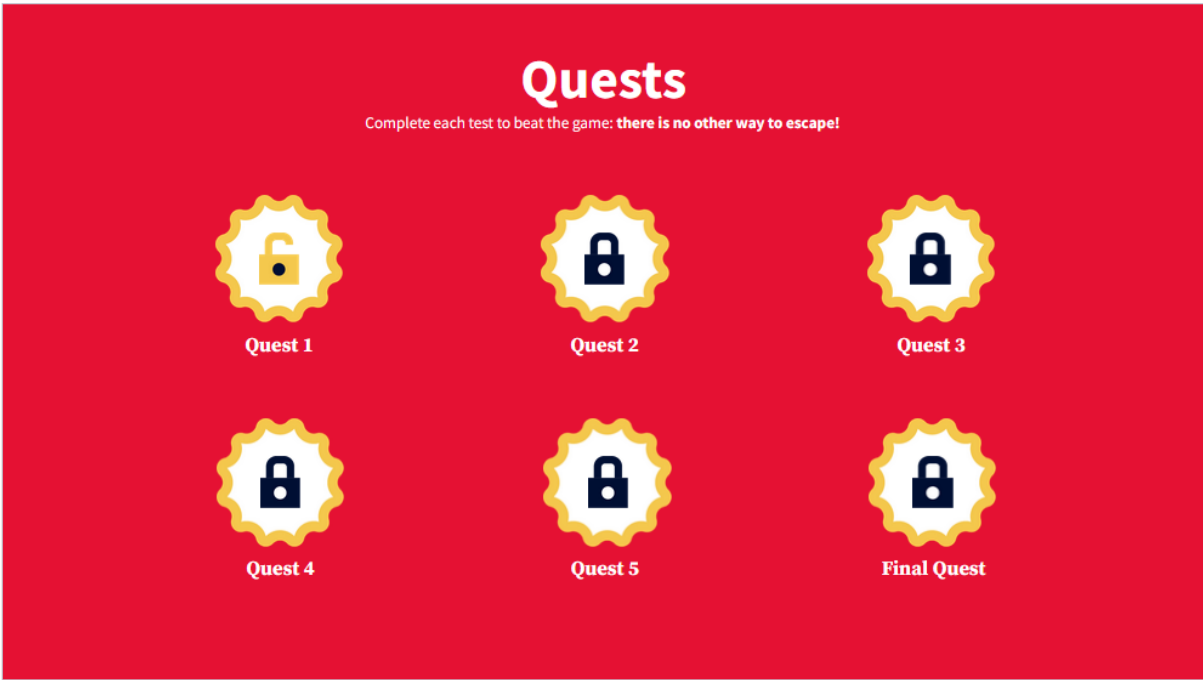 Quests
Complete each test to beat the game: there is no other way to escape!
Quest 1
Quest 2
Quest 3
Quest 4
Quest 5
Final Quest